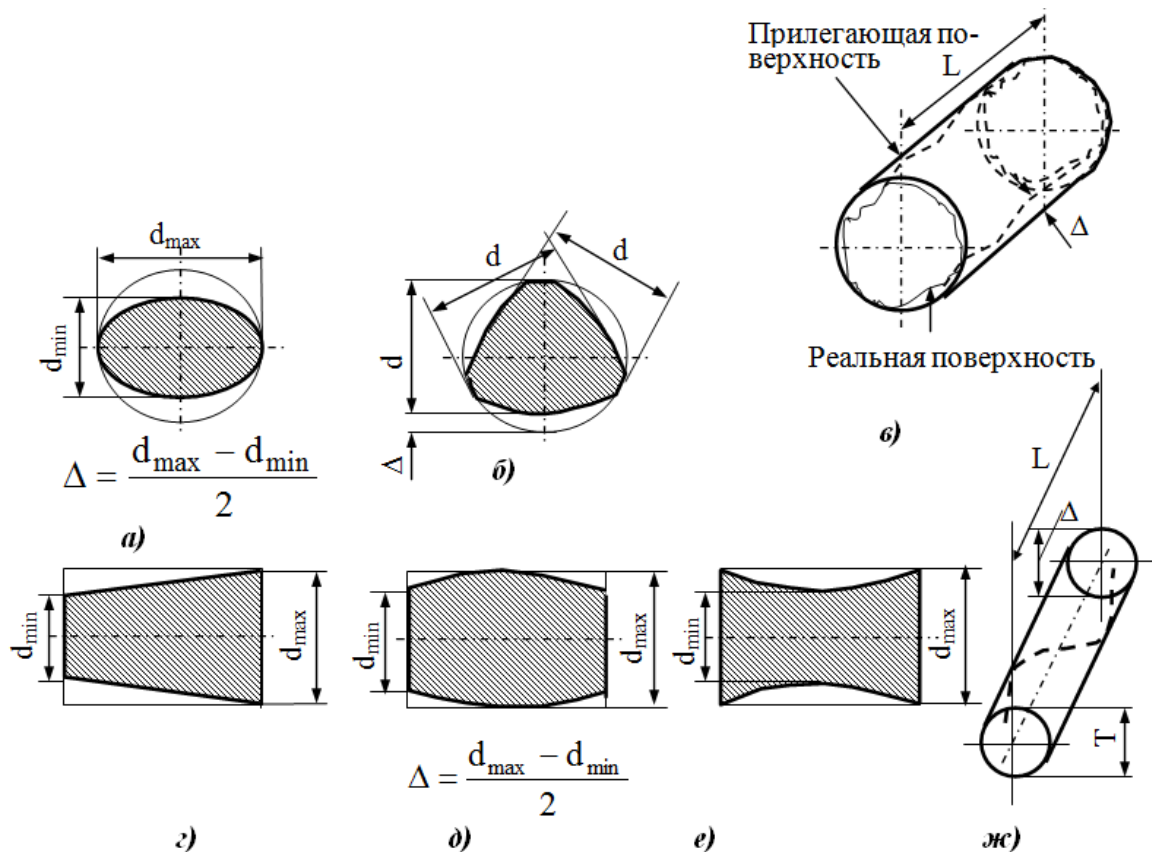 Прилегающая по-
верхность
L
Δ
Реальная поверхность
в)
d_max
d_min
Δ = (d_max − d_min) / 2
а)
d
d
d
Δ
б)
d_min
d_max
г)
d_min
d_max
Δ = (d_max − d_min) / 2
д)
d_min
d_max
е)
L
Δ
T
ж)